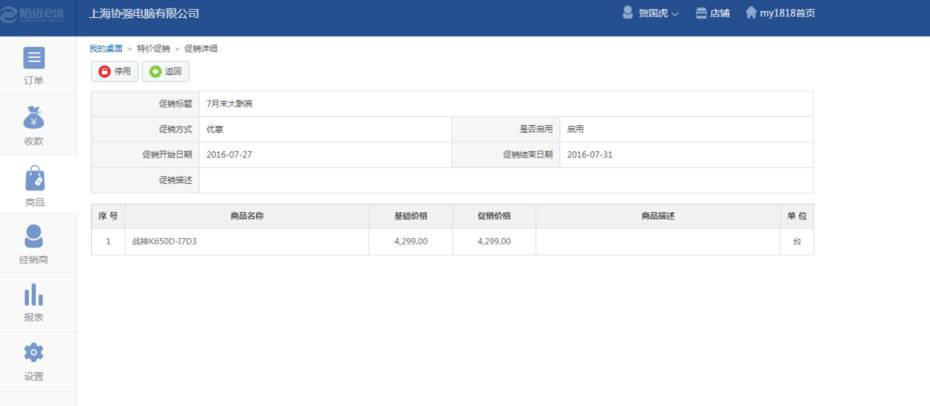 陌远e城
上海协强电脑有限公司
贺国虎
店铺
my1818首页
我的桌面 » 特价促销 » 促销详细
停用
返回
促销标题 7月末大酬宾
促销方式 优惠 是否启用 启用
促销开始日期 2016-07-27 促销结束日期 2016-07-31
促销描述
序号 商品名称 基础价格 促销价格 商品描述 单位
1 战神K650D-I7D3 4,299.00 4,299.00 台
订单
收款
商品
经销商
报表
设置